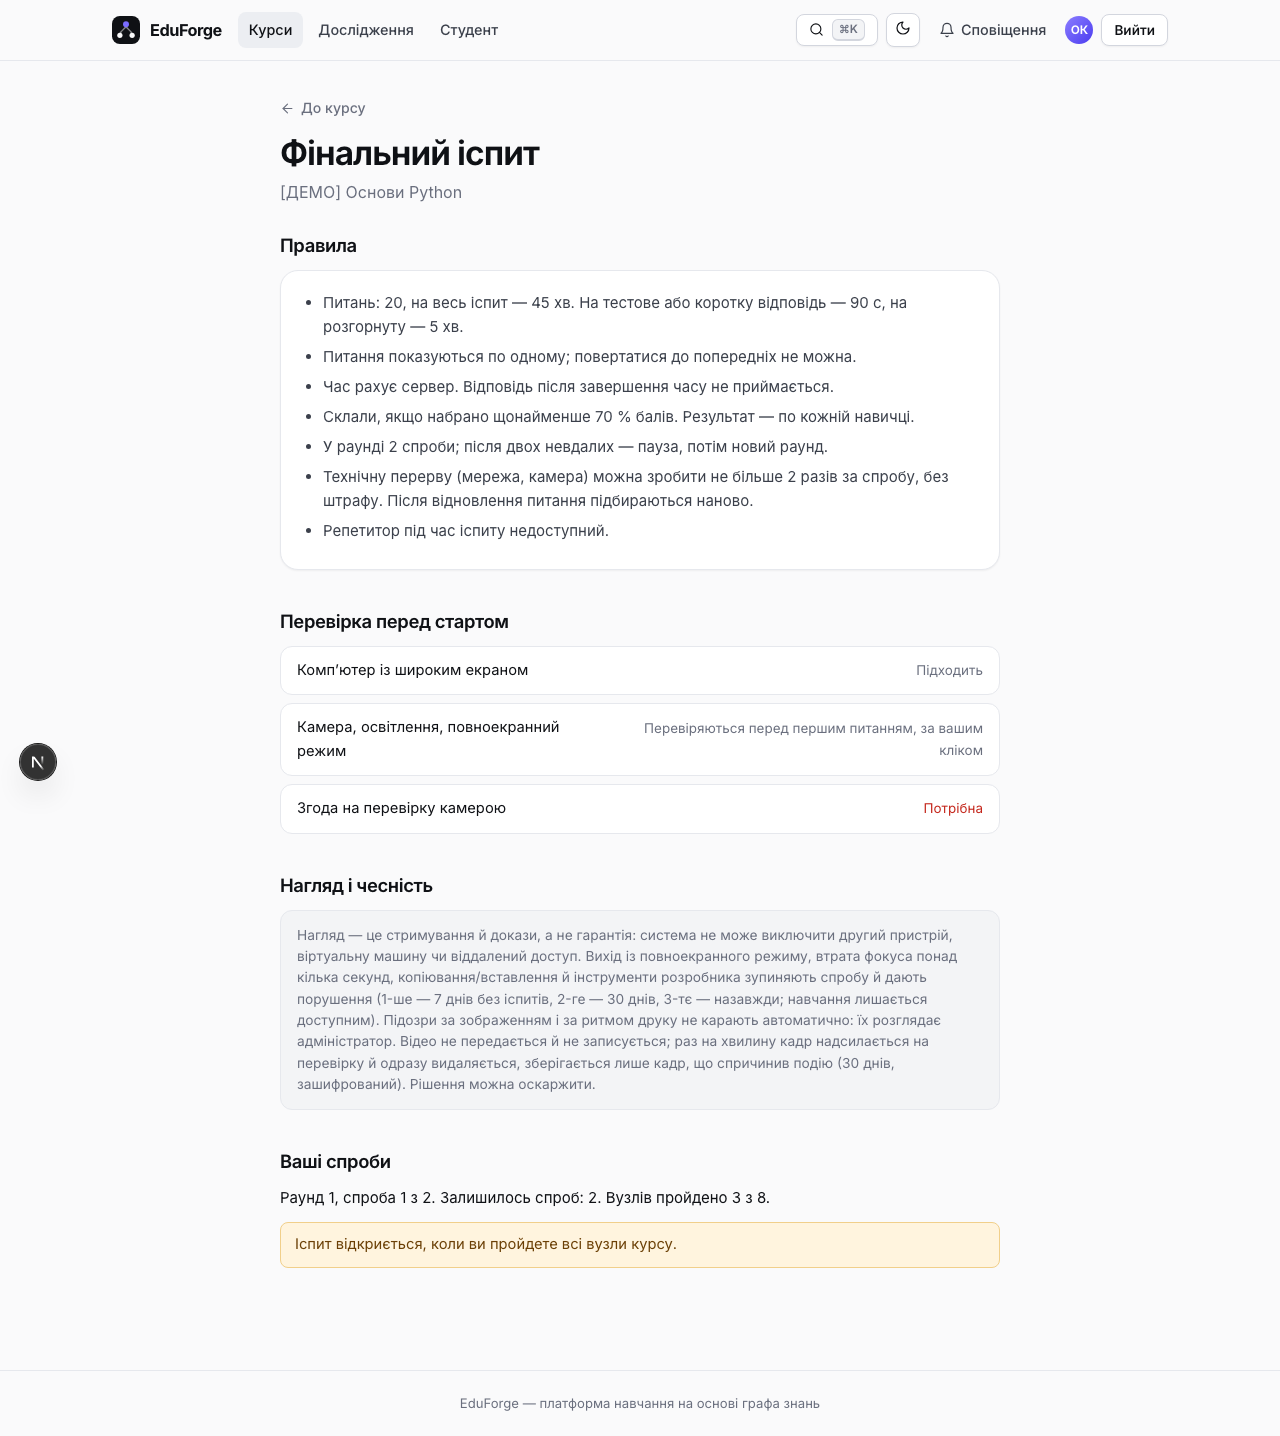 EduForge Курси Дослідження Студент ⌘K Сповіщення ОК Вийти
До курсу
Фінальний іспит
[ДЕМО] Основи Python
Правила
Питань: 20, на весь іспит — 45 хв. На тестове або коротку відповідь — 90 с, на
розгорнуту — 5 хв.
Питання показуються по одному; повертатися до попередніх не можна.
Час рахує сервер. Відповідь після завершення часу не приймається.
Склали, якщо набрано щонайменше 70 % балів. Результат — по кожній навичці.
У раунді 2 спроби; після двох невдалих — пауза, потім новий раунд.
Технічну перерву (мережа, камера) можна зробити не більше 2 разів за спробу, без
штрафу. Після відновлення питання підбираються наново.
Репетитор під час іспиту недоступний.
Перевірка перед стартом
Комп’ютер із широким екраном Підходить
Камера, освітлення, повноекранний
режим
Перевіряються перед першим питанням, за вашим
кліком
Згода на перевірку камерою Потрібна
Нагляд і чесність
Нагляд — це стримування й докази, а не гарантія: система не може виключити другий пристрій,
віртуальну машину чи віддалений доступ. Вихід із повноекранного режиму, втрата фокуса понад
кілька секунд, копіювання/вставлення й інструменти розробника зупиняють спробу й дають
порушення (1-ше — 7 днів без іспитів, 2-ге — 30 днів, 3-тє — назавжди; навчання лишається
доступним). Підозри за зображенням і за ритмом друку не карають автоматично: їх розглядає
адміністратор. Відео не передається й не записується; раз на хвилину кадр надсилається на
перевірку й одразу видаляється, зберігається лише кадр, що спричинив подію (30 днів,
зашифрований). Рішення можна оскаржити.
Ваші спроби
Раунд 1, спроба 1 з 2. Залишилось спроб: 2. Вузлів пройдено 3 з 8.
Іспит відкриється, коли ви пройдете всі вузли курсу.
EduForge — платформа навчання на основі графа знань